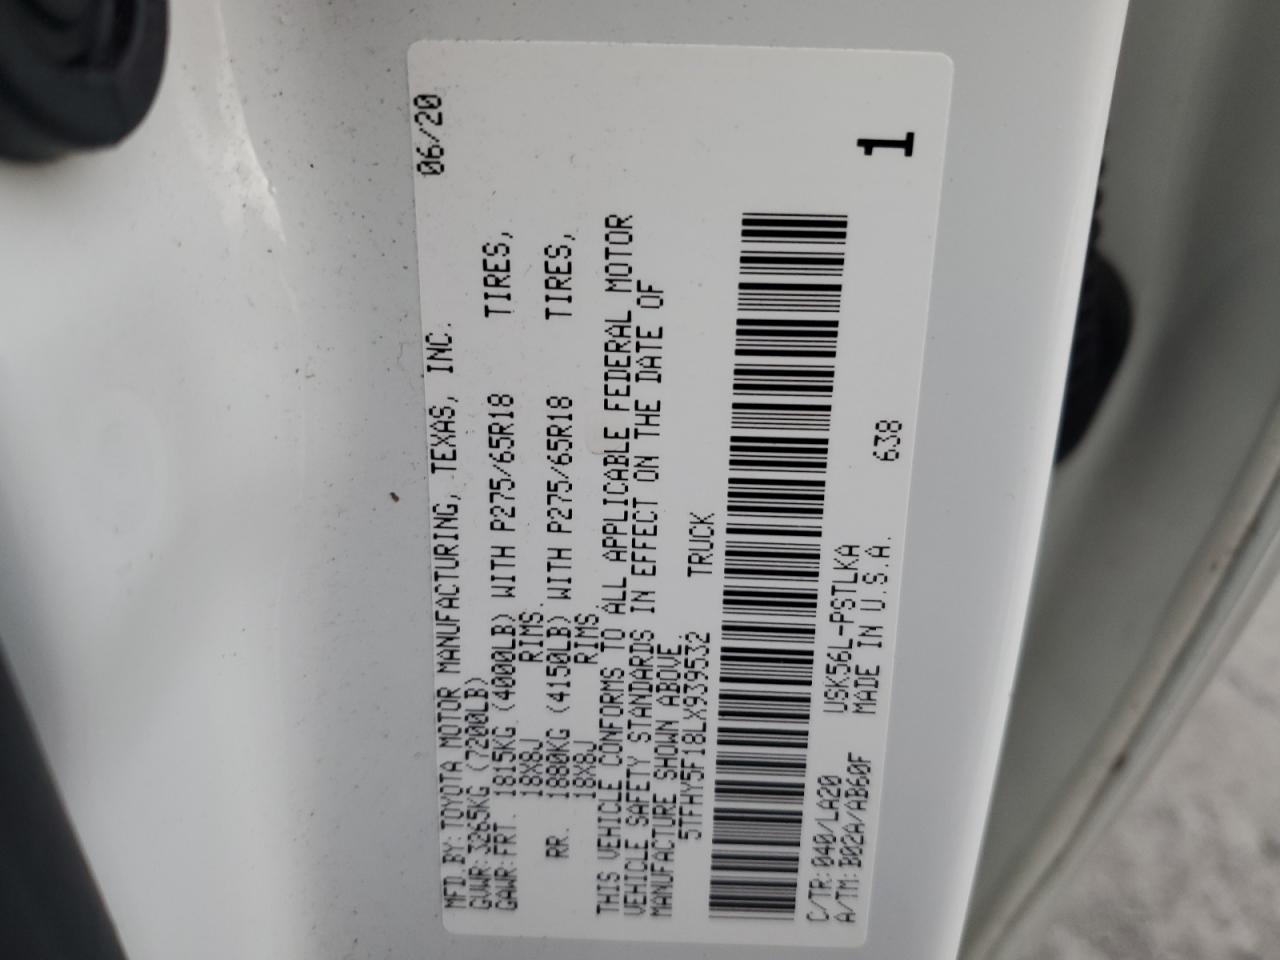 MFD.BY:TOYOTA MOTOR MANUFACTURING, TEXAS, INC. 06/20
GVWR:3265KG (7200LB)
GAWR:FRT. 1815KG (4000LB) WITH P275/65R18 TIRES,
18X8J RIMS.
RR. 1880KG (4150LB) WITH P275/65R18 TIRES,
18X8J RIMS.
THIS VEHICLE CONFORMS TO ALL APPLICABLE FEDERAL MOTOR
VEHICLE SAFETY STANDARDS IN EFFECT ON THE DATE OF
MANUFACTURE SHOWN ABOVE.
5TFHY5F18LX939532 TRUCK
C/TR:040/LA20 USK56L-PSTLKA
A/TM:B02A/AB60F MADE IN U.S.A. 638 1